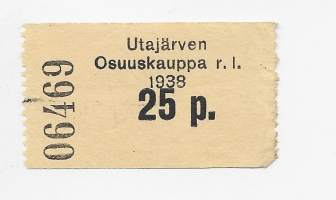 Utajärven
Osuuskauppa r. l.
1938
25 p.
06469